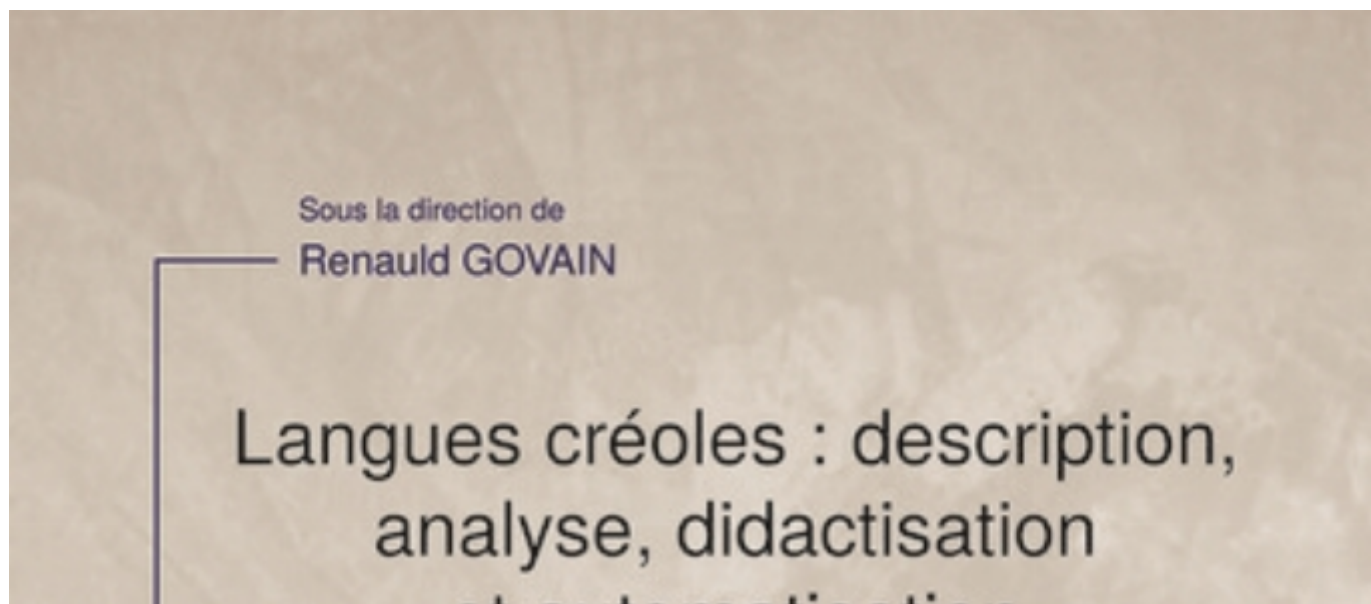 Sous la direction de
Renauld GOVAIN
Langues créoles : description,
analyse, didactisation